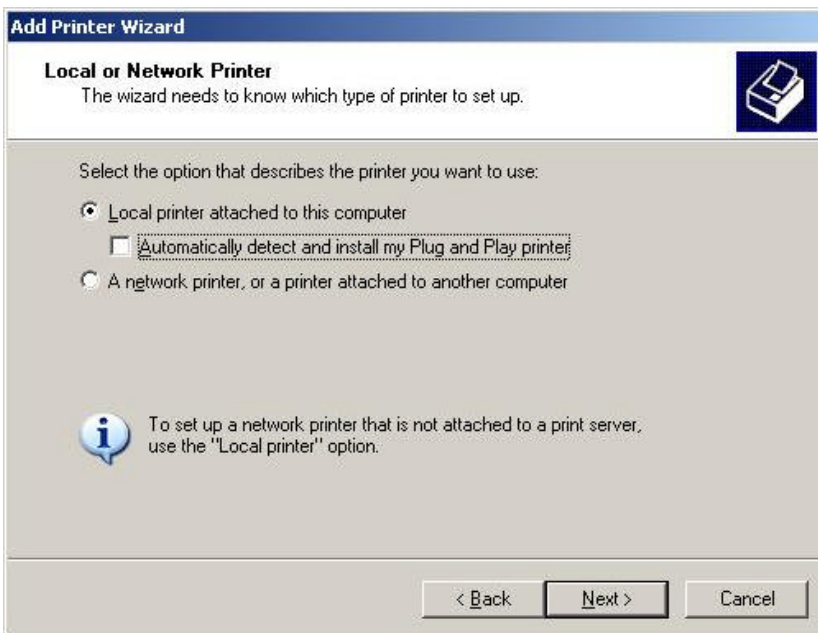 Add Printer Wizard
Local or Network Printer
The wizard needs to know which type of printer to set up.
Select the option that describes the printer you want to use:
Local printer attached to this computer
Automatically detect and install my Plug and Play printer
A network printer, or a printer attached to another computer
To set up a network printer that is not attached to a print server,
use the "Local printer" option.
< Back
Next >
Cancel